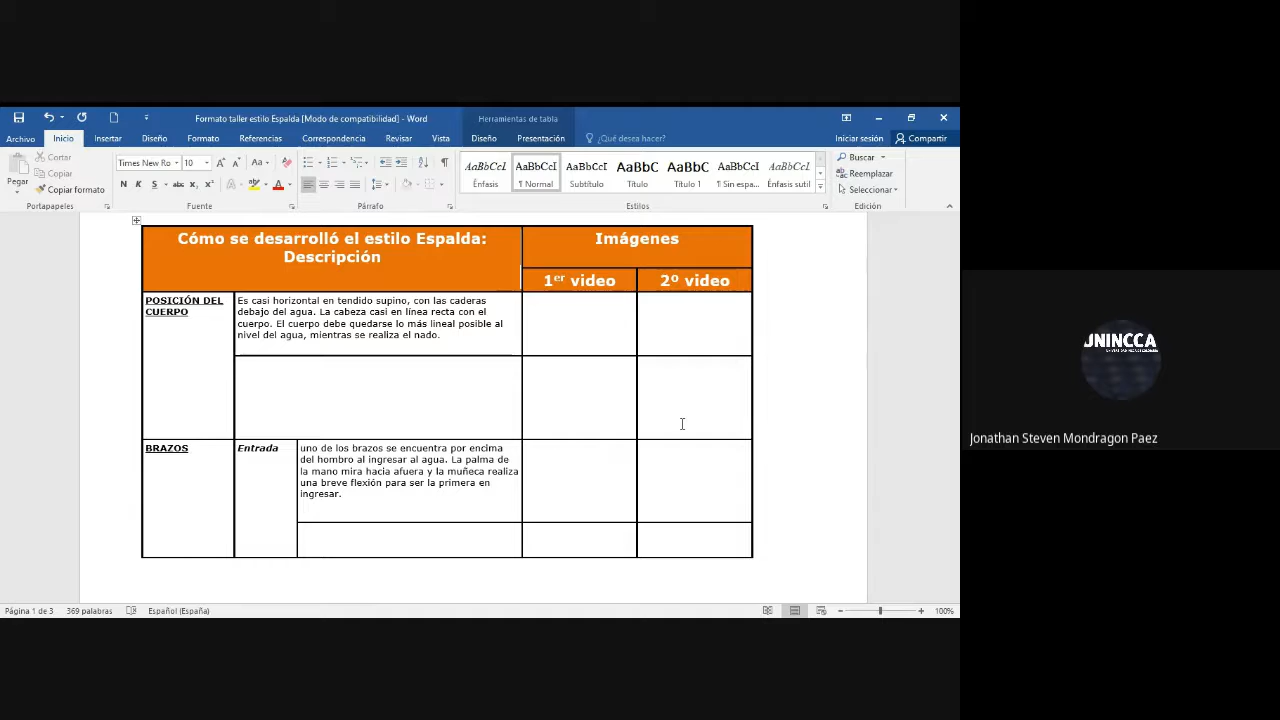 Formato taller estilo Espalda [Modo de compatibilidad] - Word
Herramientas de tabla
Archivo Inicio Insertar Diseño Formato Referencias Correspondencia Revisar Vista Diseño Presentación ¿Qué desea hacer? Iniciar sesión Compartir
Pegar
Cortar
Copiar
Copiar formato
Portapapeles
Times New Ro 10
N K S abc x₂ x²
Fuente
Párrafo
AaBbCcL AaBbCcI AaBbCcI AaBbC AaBbC AaBbCcI AaBbCcI
Énfasis ¶ Normal Subtítulo Título Título 1 ¶ Sin espa... Énfasis sutil
Estilos
Buscar
Reemplazar
Seleccionar
Edición
Cómo se desarrolló el estilo Espalda:
Descripción
Imágenes
1er video 2º video
POSICIÓN DEL
CUERPO
Es casi horizontal en tendido supino, con las caderas
debajo del agua. La cabeza casi en línea recta con el
cuerpo. El cuerpo debe quedarse lo más lineal posible al
nivel del agua, mientras se realiza el nado.
BRAZOS
Entrada
uno de los brazos se encuentra por encima
del hombro al ingresar al agua. La palma de
la mano mira hacia afuera y la muñeca realiza
una breve flexión para ser la primera en
ingresar.
Página 1 de 3 369 palabras Español (España) 100%
UNINCCA
Jonathan Steven Mondragon Paez